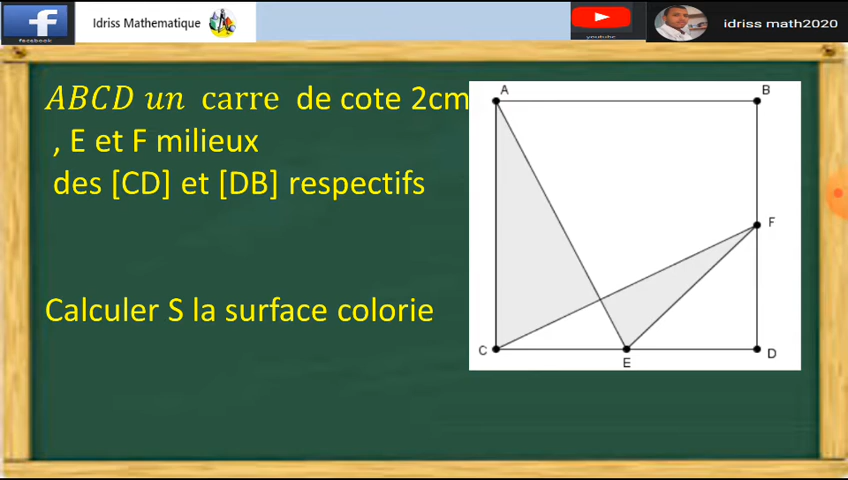 f
facebook
Idriss Mathematique
youtube
idriss math2020
ABCD un carre de cote 2cm
, E et F milieux
des [CD] et [DB] respectifs
Calculer S la surface colorie
A
B
F
C
E
D